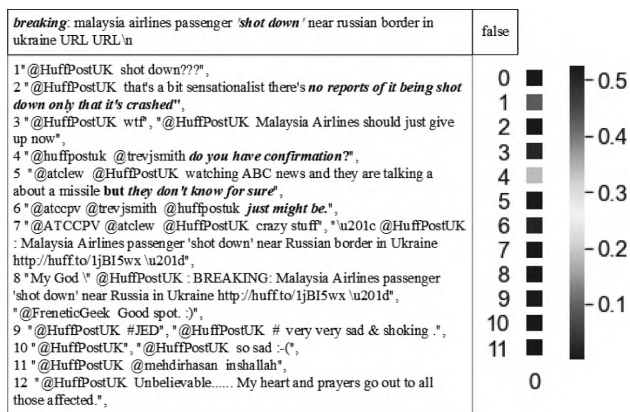 breaking: malaysia airlines passenger 'shot down' near russian border in
ukraine URL URL\n
false
1"@HuffPostUK shot down???",
2 "@HuffPostUK that's a bit sensationalist there's no reports of it being shot
down only that it's crashed",
3 "@HuffPostUK wtf", "@HuffPostUK Malaysia Airlines should just give
up now",
4 "@huffpostuk @trevjsmith do you have confirmation?",
5 "@atclew @HuffPostUK watching ABC news and they are talking a
about a missile but they don't know for sure",
6 "@atccpv @trevjsmith @huffpostuk just might be.",
7 "@ATCCPV @atclew @HuffPostUK crazy stuff", "\u201c @HuffPostUK
: Malaysia Airlines passenger 'shot down' near Russian border in Ukraine
http://huff.to/1jBI5wx \u201d",
8 "My God \" @HuffPostUK : BREAKING: Malaysia Airlines passenger
'shot down' near Russia in Ukraine http://huff.to/1jBI5wx \u201d",
"@FreneticGeek Good spot. :)",
9 "@HuffPostUK #JED", "@HuffPostUK # very very sad & shoking .",
10 "@HuffPostUK", "@HuffPostUK so sad :-(",
11 "@HuffPostUK @mehdirhasan inshallah",
12 "@HuffPostUK Unbelievable...... My heart and prayers go out to all
those affected.",
0
1
2
3
4
5
6
7
8
9
10
11
0
0.5
0.4
0.3
0.2
0.1